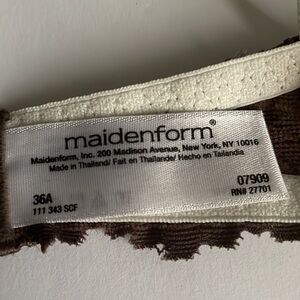 maidenform®
Maidenform, Inc. 200 Madison Avenue, New York, NY 10016
Made in Thailand/ Fait en Thaïlande/ Hecho en Tailandia
36A
111 343 SCF
07909
RN# 27701